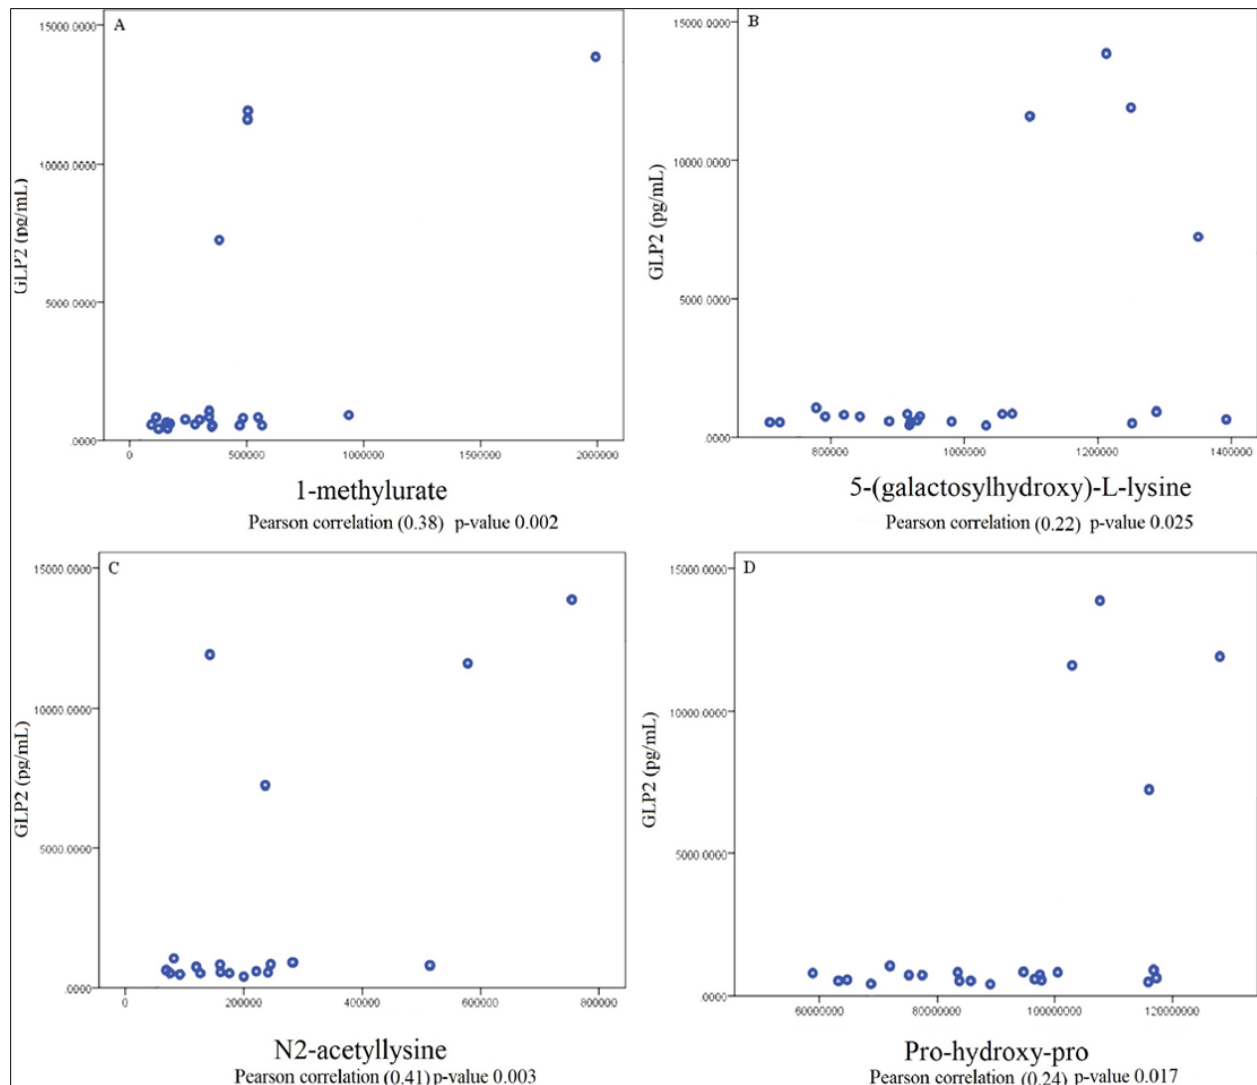 A
15000.0000
10000.0000
5000.0000
.0000
GLP2 (pg/mL)
0 500000 1000000 1500000 2000000
1-methylurate
Pearson correlation (0.38) p-value 0.002
B
15000.0000
10000.0000
5000.0000
.0000
GLP2 (pg/mL)
800000 1000000 1200000 1400000
5-(galactosylhydroxy)-L-lysine
Pearson correlation (0.22) p-value 0.025
C
15000.0000
10000.0000
5000.0000
.0000
GLP2 (pg/mL)
0 200000 400000 600000 800000
N2-acetyllysine
Pearson correlation (0.41) p-value 0.003
D
15000.0000
10000.0000
5000.0000
.0000
GLP2 (pg/mL)
60000000 80000000 100000000 120000000
Pro-hydroxy-pro
Pearson correlation (0.24) p-value 0.017